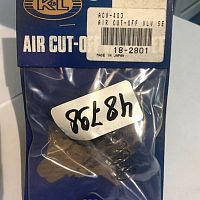 K&L
ACV-403
AIR CUT-OFF VLV SE
18-2801
MADE IN JAPAN
AIR CUT-OFF
48798